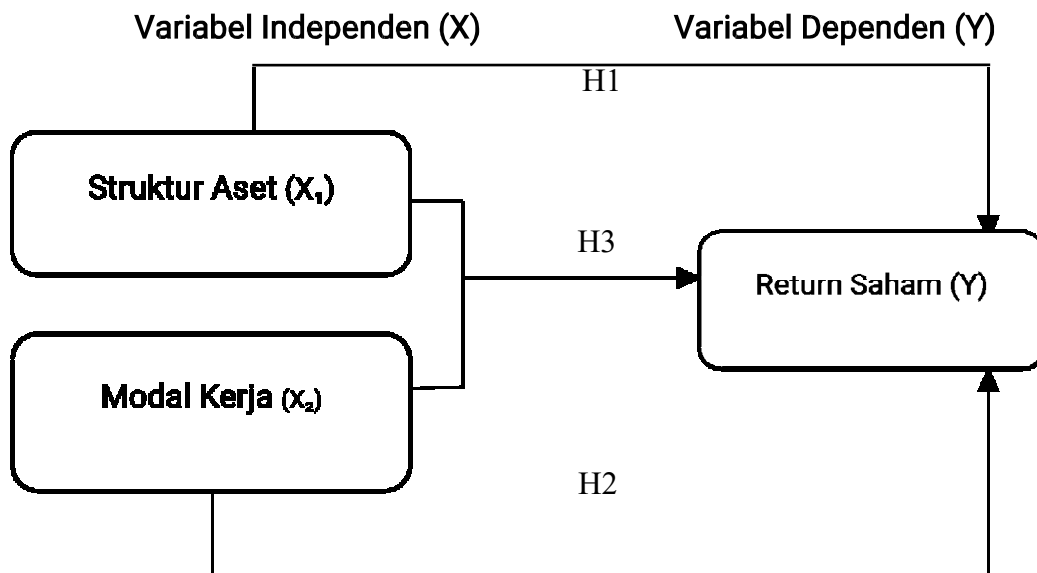 Variabel Independen (X)
Variabel Dependen (Y)
H1
Struktur Aset (X₁)
H3
Return Saham (Y)
Modal Kerja (X₂)
H2